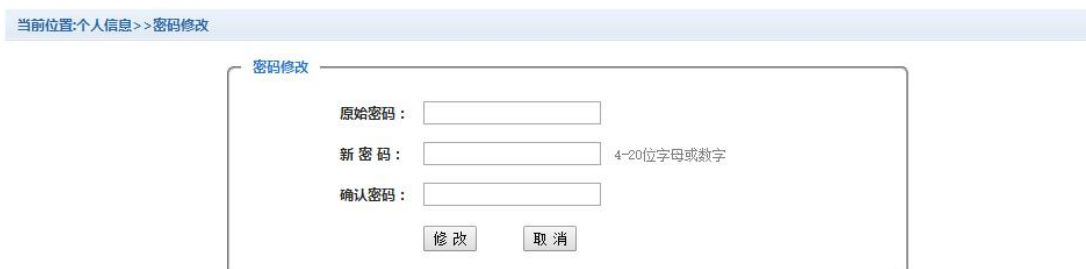 当前位置:个人信息>>密码修改
密码修改
原始密码：
新 密 码： 4-20位字母或数字
确认密码：
修 改 取 消